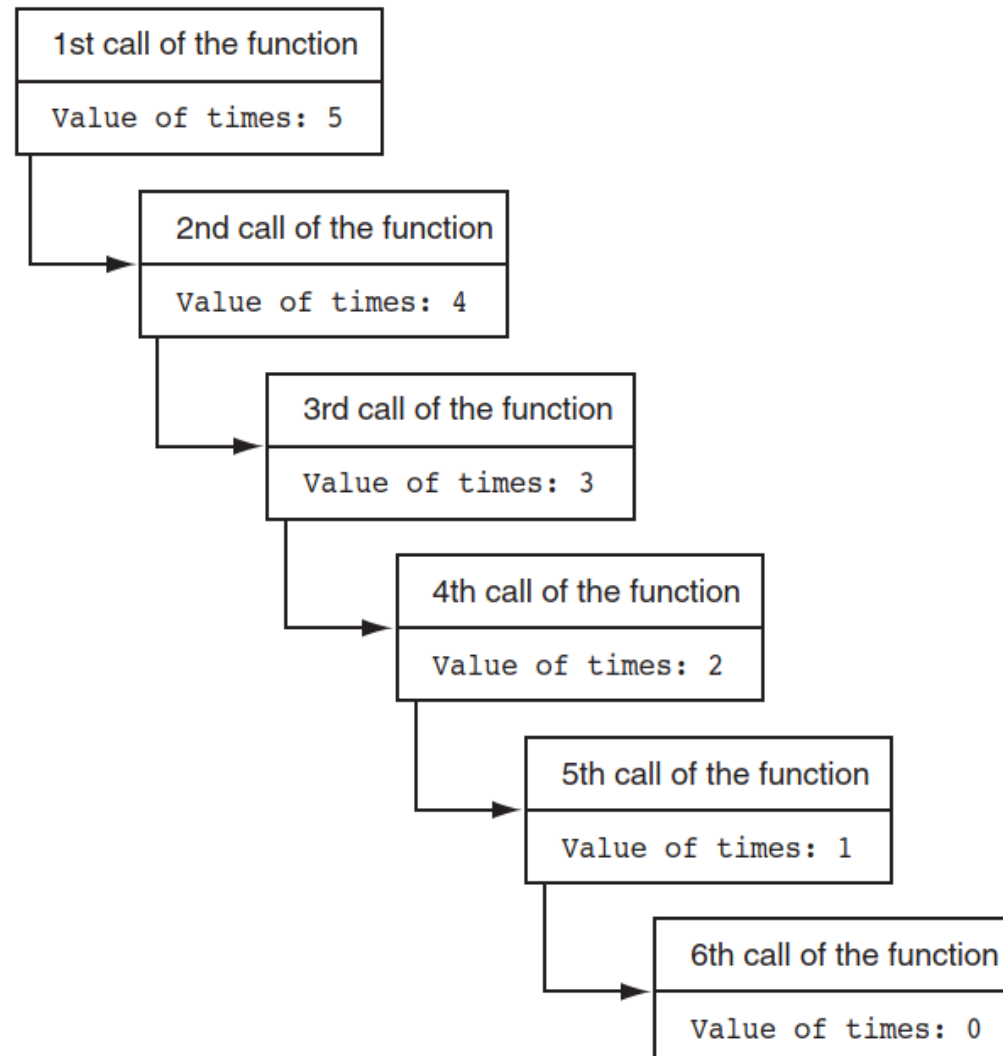 1st call of the function
Value of times: 5
2nd call of the function
Value of times: 4
3rd call of the function
Value of times: 3
4th call of the function
Value of times: 2
5th call of the function
Value of times: 1
6th call of the function
Value of times: 0